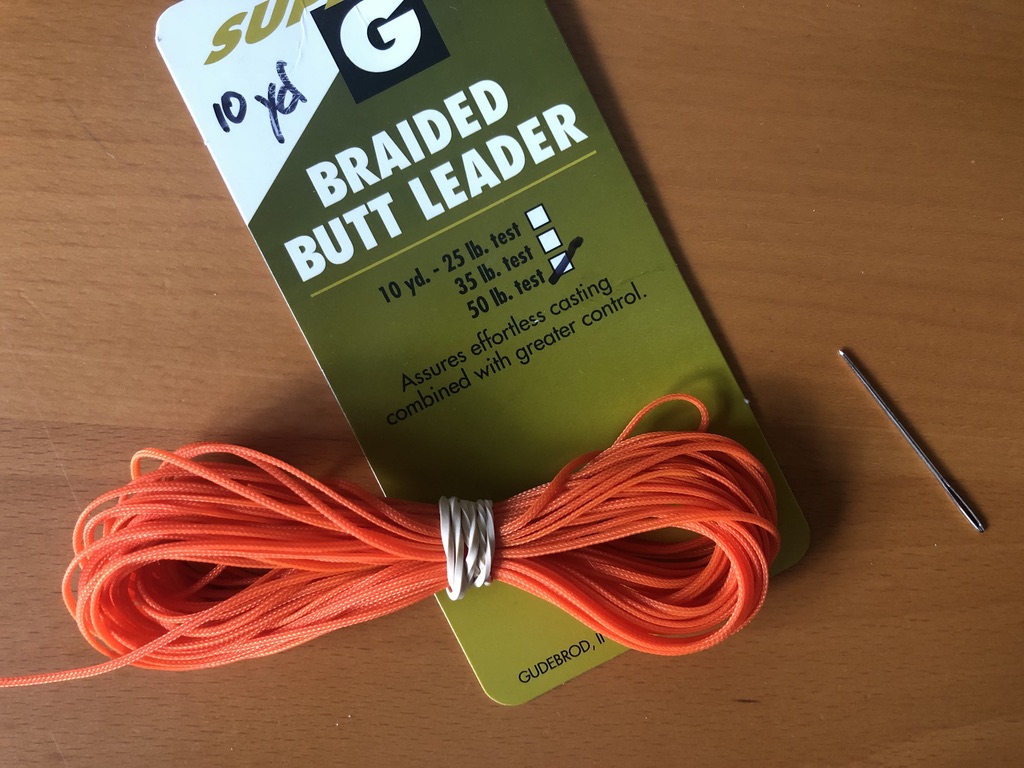 G
10 yd
BRAIDED
BUTT LEADER
10 yd. - 25 lb. test
35 lb. test
50 lb. test
Assures effortless casting
combined with greater control.
GUDEBROD,